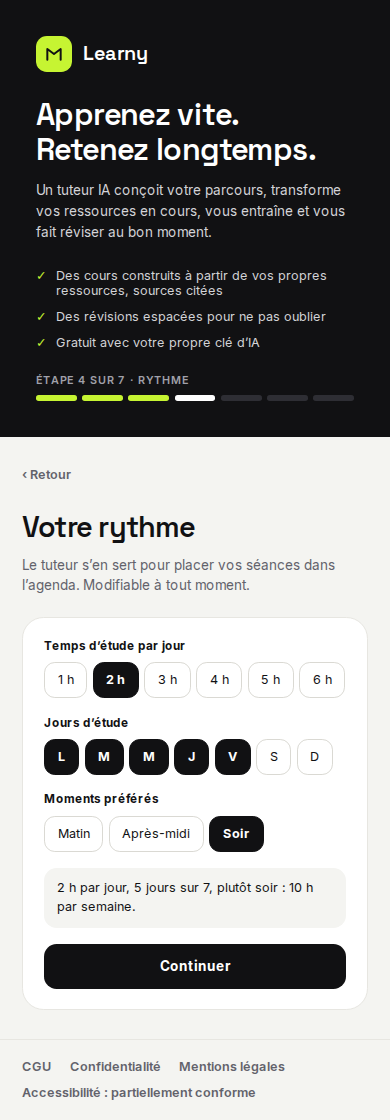 Learny
Apprenez vite.
Retenez longtemps.
Un tuteur IA conçoit votre parcours, transforme
vos ressources en cours, vous entraîne et vous
fait réviser au bon moment.
✓ Des cours construits à partir de vos propres
ressources, sources citées
✓ Des révisions espacées pour ne pas oublier
✓ Gratuit avec votre propre clé d’IA
ÉTAPE 4 SUR 7 · RYTHME
‹ Retour
Votre rythme
Le tuteur s’en sert pour placer vos séances dans
l’agenda. Modifiable à tout moment.
Temps d’étude par jour
1 h 2 h 3 h 4 h 5 h 6 h
Jours d’étude
L M M J V S D
Moments préférés
Matin Après-midi Soir
2 h par jour, 5 jours sur 7, plutôt soir : 10 h
par semaine.
Continuer
CGU Confidentialité Mentions légales
Accessibilité : partiellement conforme